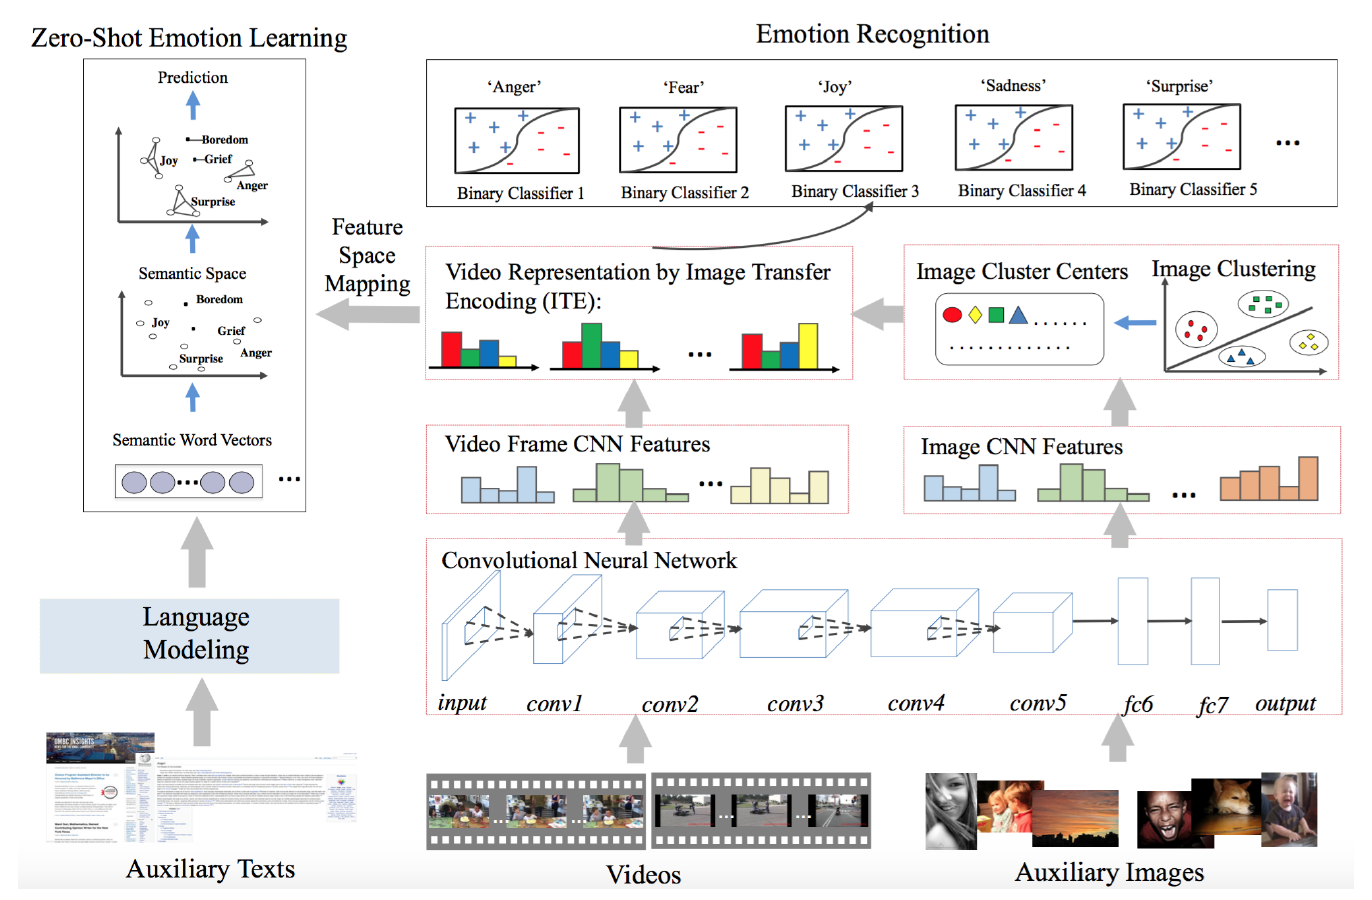 Zero-Shot Emotion Learning
Prediction
Boredom
Joy
Grief
Anger
Surprise
Semantic Space
Boredom
Joy
Grief
Surprise
Anger
Semantic Word Vectors
...
Language
Modeling
UMBC INSIGHTS
Auxiliary Texts
Feature
Space
Mapping
Emotion Recognition
‘Anger’
‘Fear’
‘Joy’
‘Sadness’
‘Surprise’
...
Binary Classifier 1
Binary Classifier 2
Binary Classifier 3
Binary Classifier 4
Binary Classifier 5
Video Representation by Image Transfer
Encoding (ITE):
...
Image Cluster Centers
Image Clustering
Video Frame CNN Features
...
Image CNN Features
...
Convolutional Neural Network
input
conv1
conv2
conv3
conv4
conv5
fc6
fc7
output
Videos
Auxiliary Images